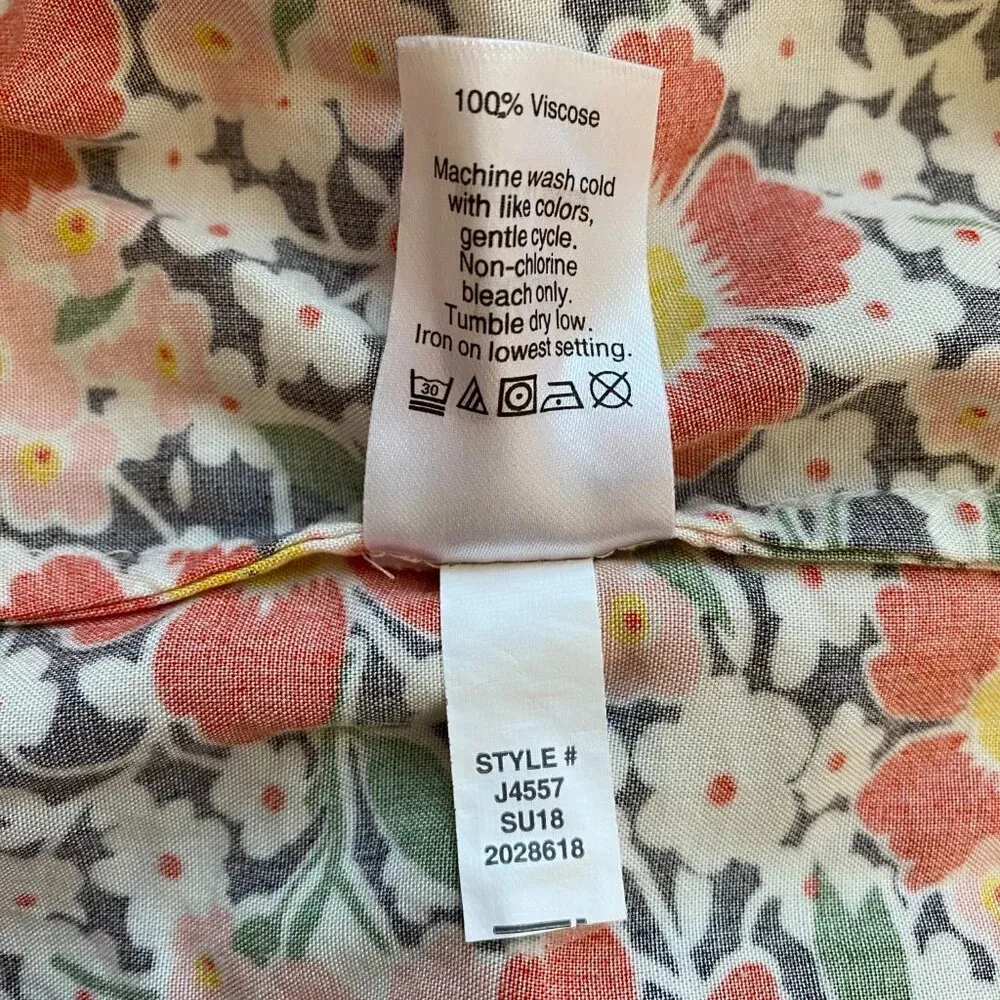 100% Viscose
Machine wash cold
with like colors,
gentle cycle.
Non-chlorine
bleach only.
Tumble dry low.
Iron on lowest setting.
30
STYLE #
J4557
SU18
2028618